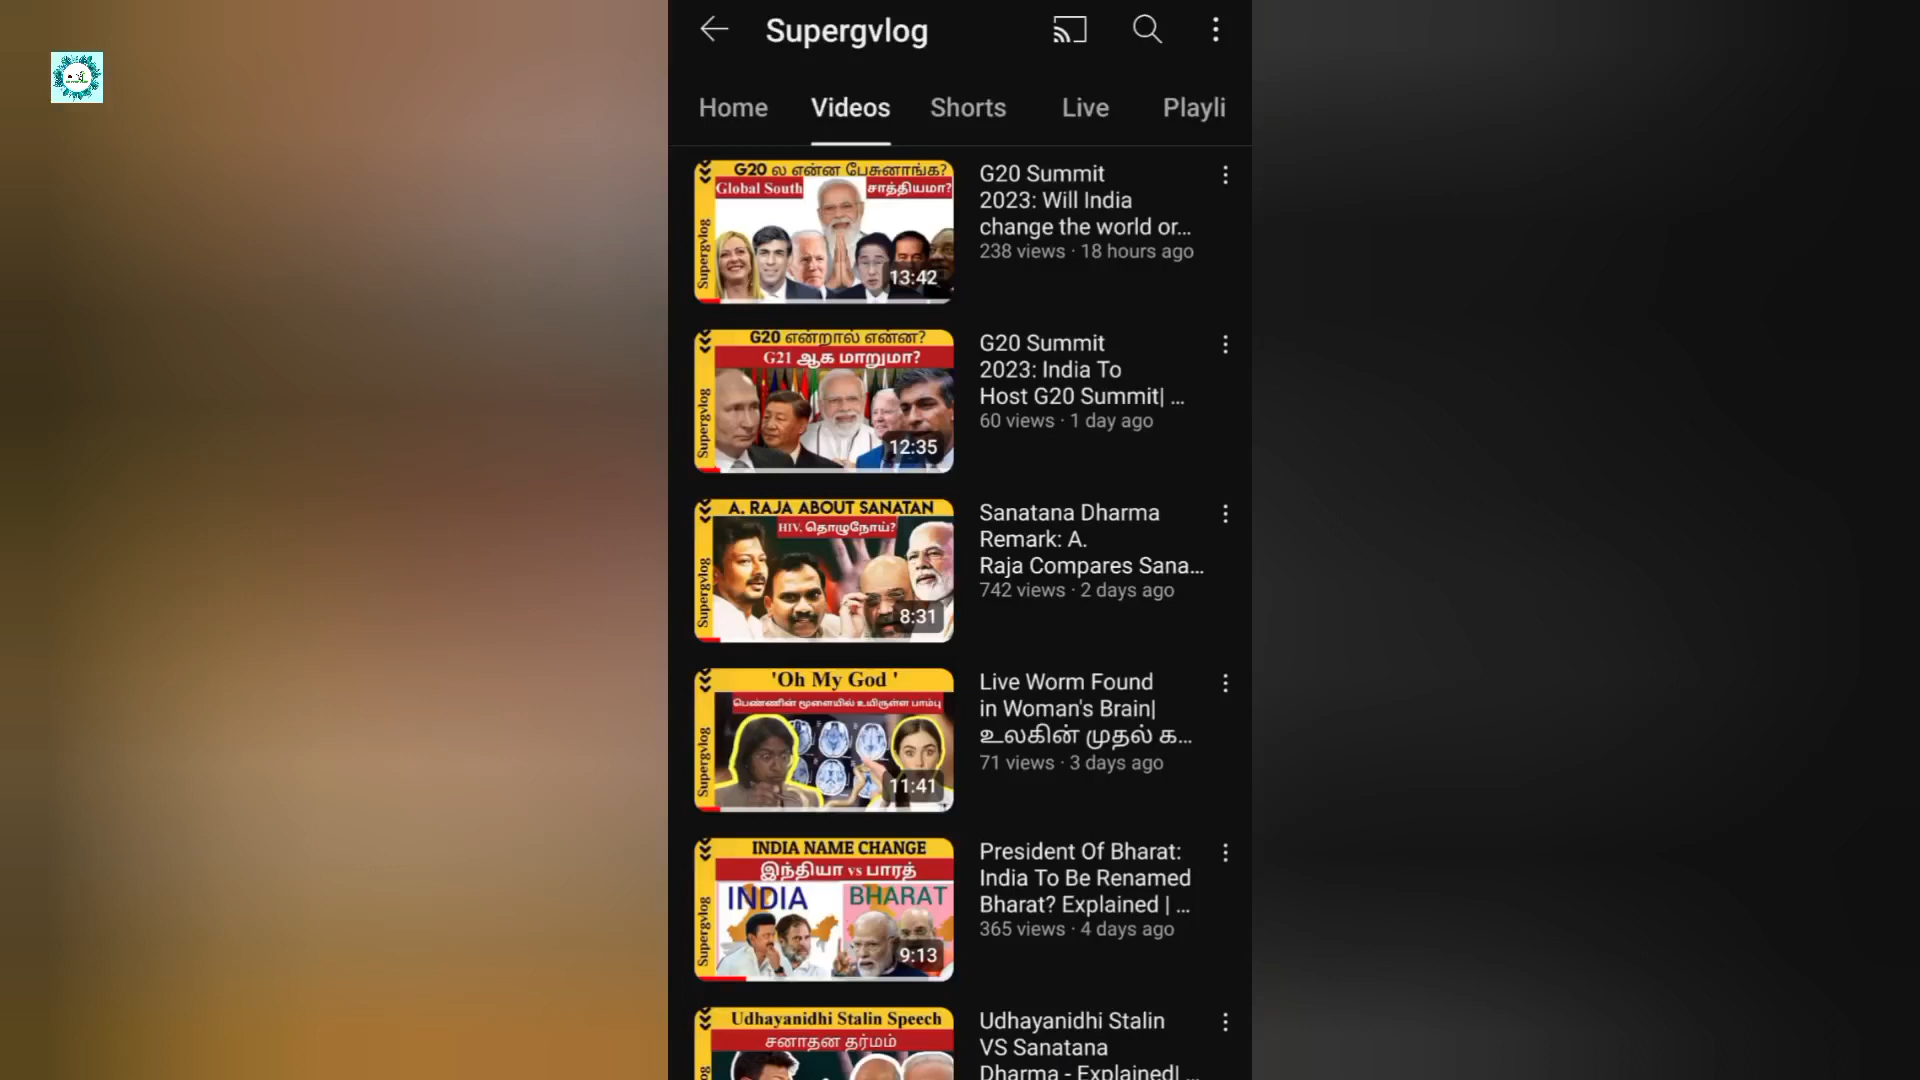 Supergvlog
Home Videos Shorts Live Playli
G20 ல என்ன பேசுனாங்க?
Global South
சாத்தியமா?
Supergvlog
13:42
G20 Summit
2023: Will India
change the world or...
238 views · 18 hours ago
G20 என்றால் என்ன?
G21 ஆக மாறுமா?
Supergvlog
12:35
G20 Summit
2023: India To
Host G20 Summit| ...
60 views · 1 day ago
A. RAJA ABOUT SANATAN
HIV, தொழுநோய்?
Supergvlog
8:31
Sanatana Dharma
Remark: A.
Raja Compares Sana...
742 views · 2 days ago
'Oh My God '
பெண்ணின் மூளையில் உயிருள்ள பாம்பு
Supergvlog
11:41
Live Worm Found
in Woman's Brain|
உலகின் முதல் க...
71 views · 3 days ago
INDIA NAME CHANGE
இந்தியா vs பாரத்
INDIA
BHARAT
Supergvlog
9:13
President Of Bharat:
India To Be Renamed
Bharat? Explained | ...
365 views · 4 days ago
Udhayanidhi Stalin Speech
சனாதன தர்மம்
Udhayanidhi Stalin
VS Sanatana
Dharma - Explained| ...